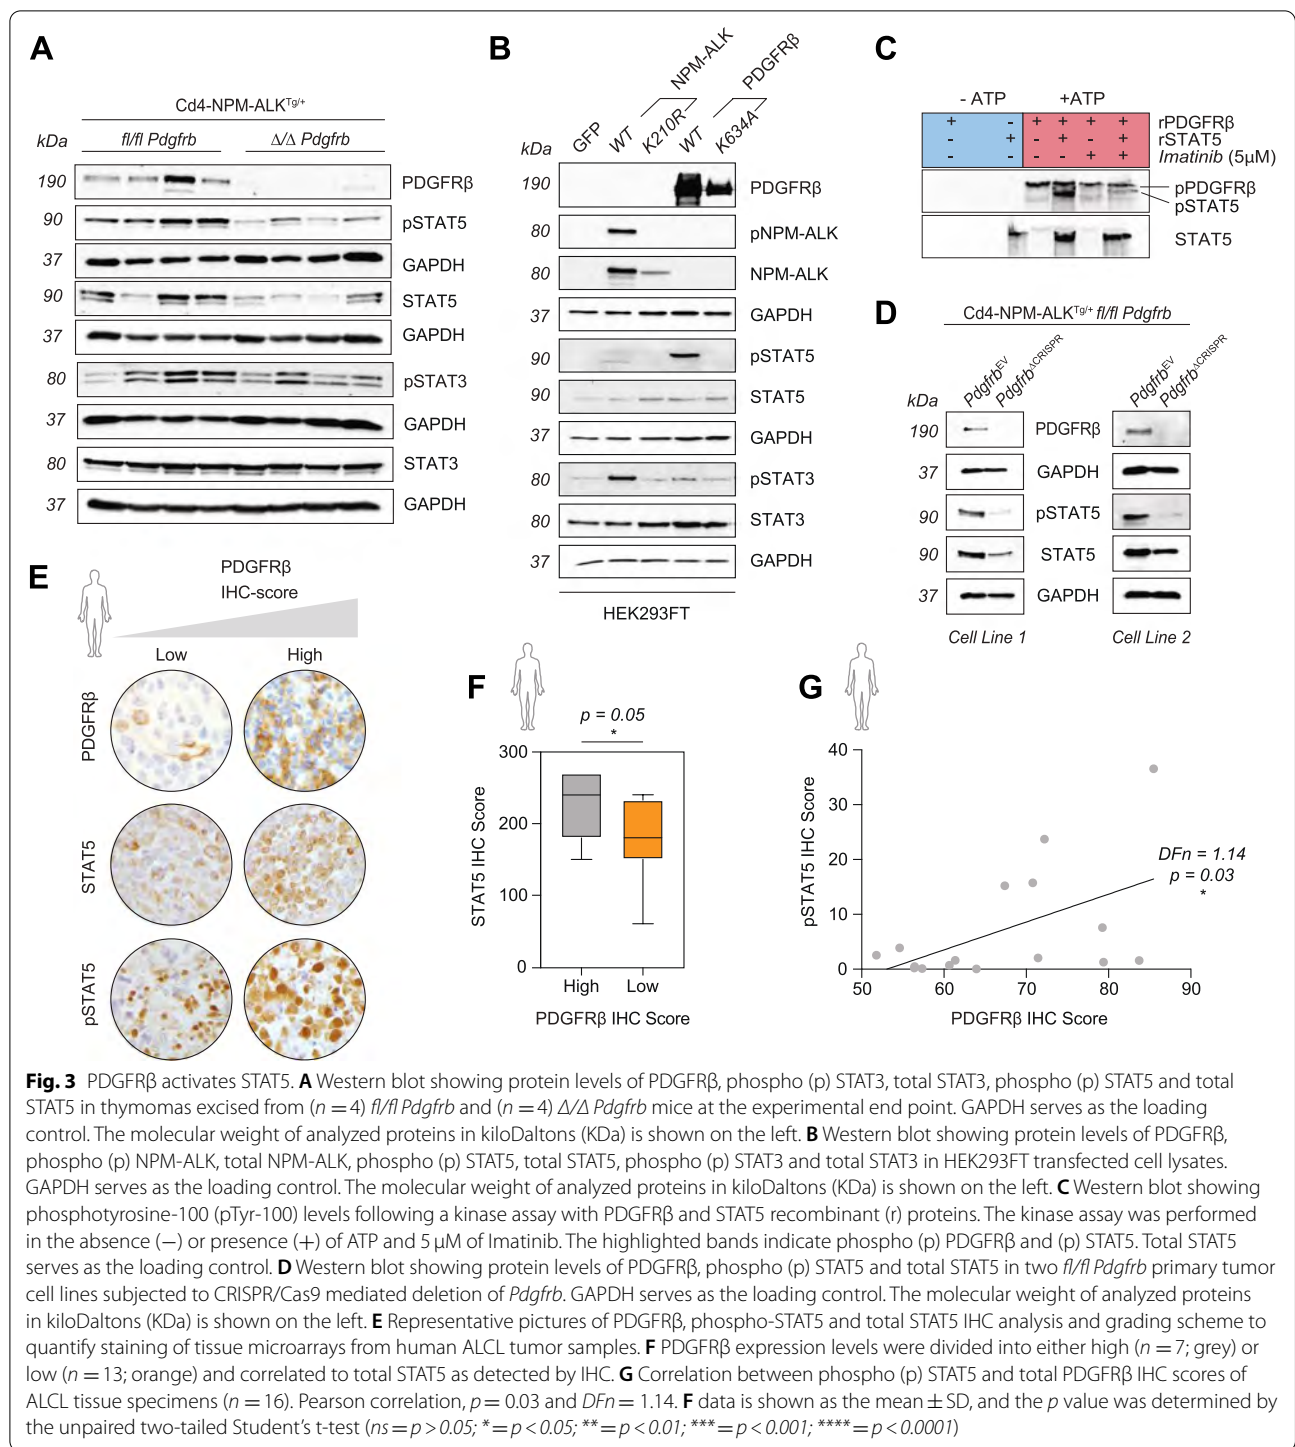 A
Cd4-NPM-ALKTg/+
kDa
fl/fl Pdgfrb
Δ/Δ Pdgfrb
190
PDGFRβ
90
pSTAT5
37
GAPDH
90
STAT5
37
GAPDH
80
pSTAT3
37
GAPDH
80
STAT3
37
GAPDH
B
NPM-ALK
PDGFRβ
kDa
GFP
WT
K210R
WT
K634A
190
PDGFRβ
80
pNPM-ALK
80
NPM-ALK
37
GAPDH
90
pSTAT5
90
STAT5
37
GAPDH
80
pSTAT3
80
STAT3
37
GAPDH
HEK293FT
C
- ATP
+ATP
+ - + + + + rPDGFRβ
- + - + - + rSTAT5
- - - - + + Imatinib (5µM)
pPDGFRβ
pSTAT5
STAT5
D
Cd4-NPM-ALKTg/+ fl/fl Pdgfrb
kDa
PdgfrbEV
PdgfrbΔCRISPR
PdgfrbEV
PdgfrbΔCRISPR
190
PDGFRβ
37
GAPDH
90
pSTAT5
90
STAT5
37
GAPDH
Cell Line 1
Cell Line 2
E
PDGFRβ
IHC-score
Low
High
PDGFRβ
STAT5
pSTAT5
F
p = 0.05
*
300
200
100
0
STAT5 IHC Score
High
Low
PDGFRβ IHC Score
G
40
30
20
10
0
pSTAT5 IHC Score
DFn = 1.14
p = 0.03
*
50
60
70
80
90
PDGFRβ IHC Score
Fig. 3 PDGFRβ activates STAT5. A Western blot showing protein levels of PDGFRβ, phospho (p) STAT3, total STAT3, phospho (p) STAT5 and total
STAT5 in thymomas excised from (n = 4) fl/fl Pdgfrb and (n = 4) Δ/Δ Pdgfrb mice at the experimental end point. GAPDH serves as the loading
control. The molecular weight of analyzed proteins in kiloDaltons (KDa) is shown on the left. B Western blot showing protein levels of PDGFRβ,
phospho (p) NPM-ALK, total NPM-ALK, phospho (p) STAT5, total STAT5, phospho (p) STAT3 and total STAT3 in HEK293FT transfected cell lysates.
GAPDH serves as the loading control. The molecular weight of analyzed proteins in kiloDaltons (KDa) is shown on the left. C Western blot showing
phosphotyrosine-100 (pTyr-100) levels following a kinase assay with PDGFRβ and STAT5 recombinant (r) proteins. The kinase assay was performed
in the absence (−) or presence (+) of ATP and 5 µM of Imatinib. The highlighted bands indicate phospho (p) PDGFRβ and (p) STAT5. Total STAT5
serves as the loading control. D Western blot showing protein levels of PDGFRβ, phospho (p) STAT5 and total STAT5 in two fl/fl Pdgfrb primary tumor
cell lines subjected to CRISPR/Cas9 mediated deletion of Pdgfrb. GAPDH serves as the loading control. The molecular weight of analyzed proteins
in kiloDaltons (KDa) is shown on the left. E Representative pictures of PDGFRβ, phospho-STAT5 and total STAT5 IHC analysis and grading scheme to
quantify staining of tissue microarrays from human ALCL tumor samples. F PDGFRβ expression levels were divided into either high (n = 7; grey) or
low (n = 13; orange) and correlated to total STAT5 as detected by IHC. G Correlation between phospho (p) STAT5 and total PDGFRβ IHC scores of
ALCL tissue specimens (n = 16). Pearson correlation, p = 0.03 and DFn = 1.14. F data is shown as the mean ± SD, and the p value was determined by
the unpaired two-tailed Student's t-test (ns = p > 0.05; * = p < 0.05; ** = p < 0.01; *** = p < 0.001; **** = p < 0.0001)